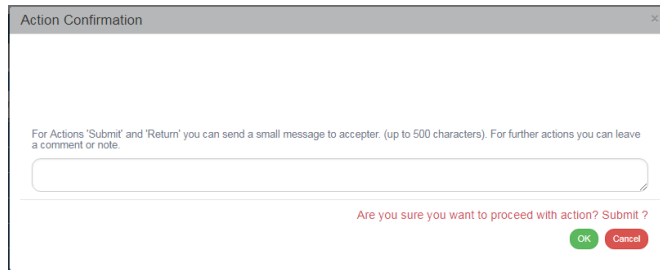 Action Confirmation
×
For Actions 'Submit' and 'Return' you can send a small message to accepter. (up to 500 characters). For further actions you can leave
a comment or note.
Are you sure you want to proceed with action? Submit ?
OK Cancel